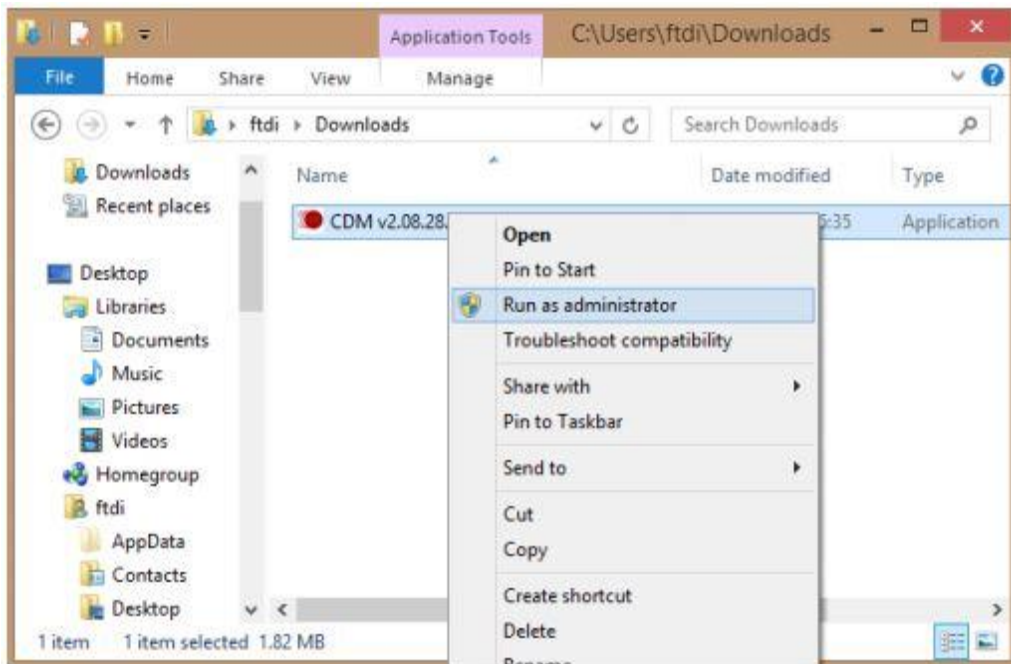 Application Tools C:\Users\ftdi\Downloads
File Home Share View Manage
ftdi Downloads Search Downloads
Downloads
Name Date modified Type
Recent places
CDM v2.08.28. 5:35 Application
Open
Pin to Start
Desktop
Run as administrator
Libraries
Documents
Troubleshoot compatibility
Music
Share with
Pictures
Pin to Taskbar
Videos
Send to
Homegroup
ftdi
Cut
AppData
Copy
Contacts
Create shortcut
Desktop
Delete
1 item 1 item selected 1.82 MB
Rename